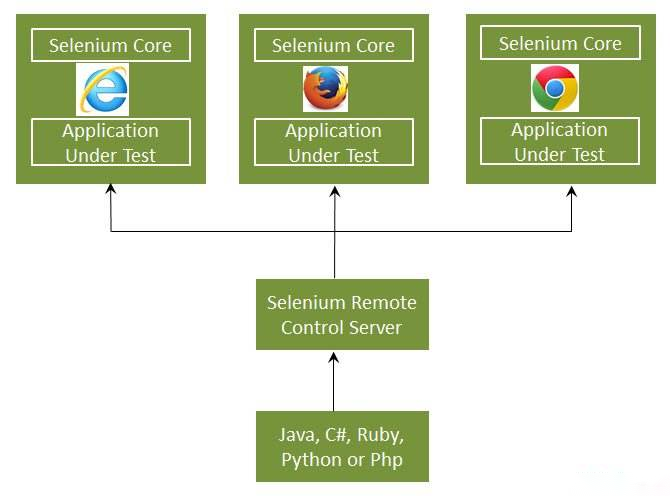 Selenium Core
Application
Under Test
Selenium Core
Application
Under Test
Selenium Core
Application
Under Test
Selenium Remote
Control Server
Java, C#, Ruby,
Python or Php